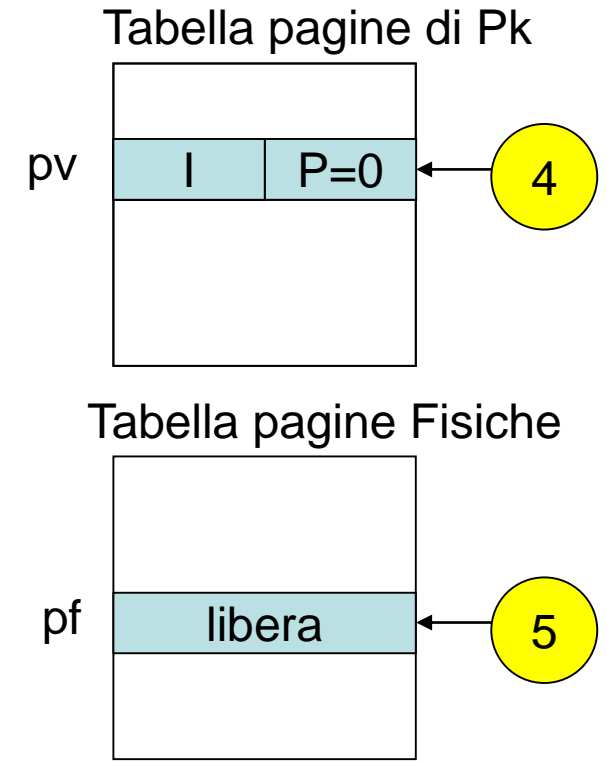 Tabella pagine di Pk
pv I P=0 4
Tabella pagine Fisiche
pf libera 5